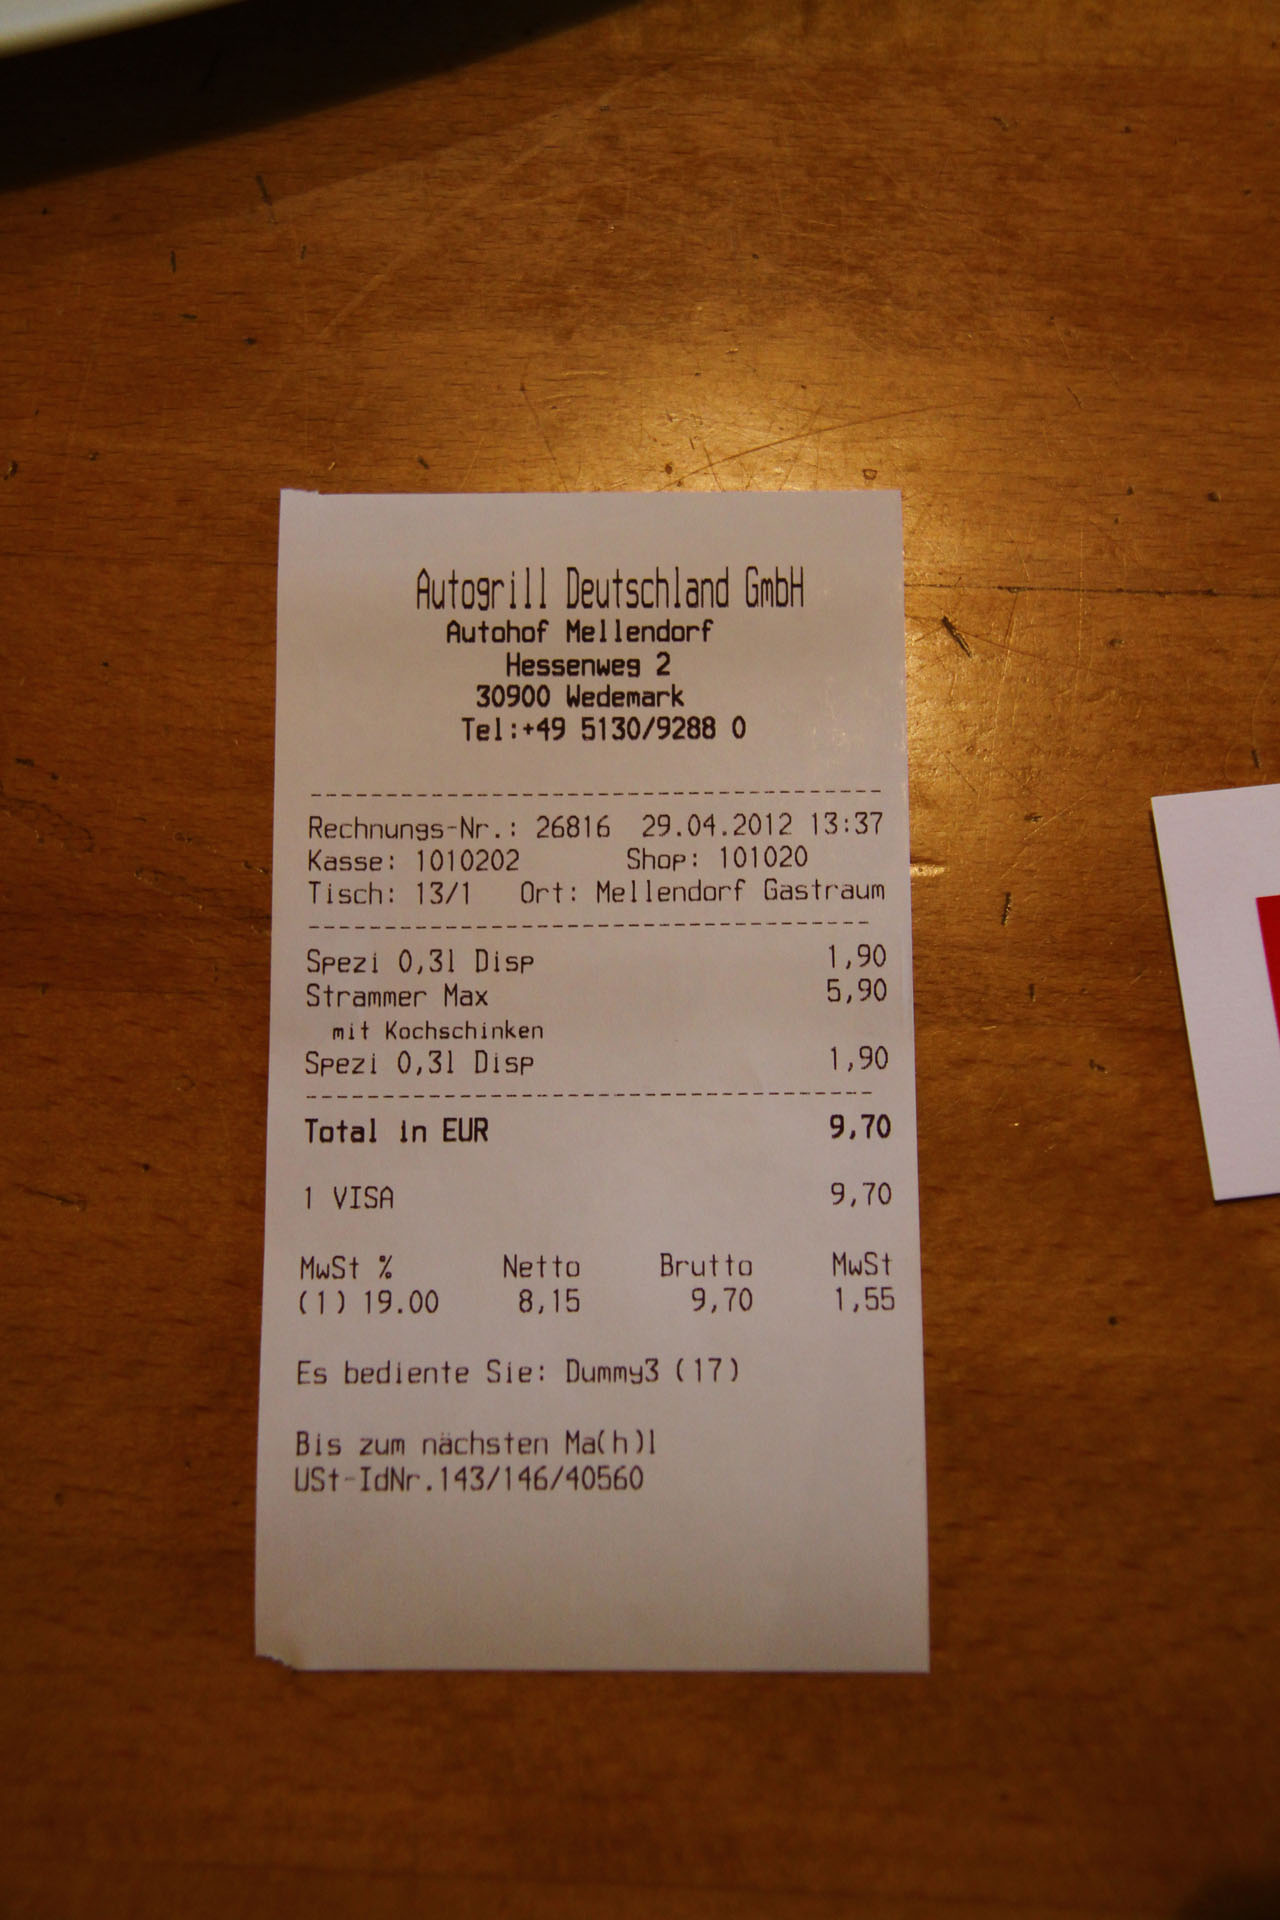 Autogrill Deutschland GmbH
Autohof Mellendorf
Hessenweg 2
30900 Wedemark
Tel:+49 5130/9288 0
Rechnungs-Nr.: 26816 29.04.2012 13:37
Kasse: 1010202 Shop: 101020
Tisch: 13/1 Ort: Mellendorf Gastraum
Spezi 0,3l Disp 1,90
Strammer Max 5,90
mit Kochschinken
Spezi 0,3l Disp 1,90
Total in EUR 9,70
1 VISA 9,70
MwSt % Netto Brutto MwSt
(1) 19.00 8,15 9,70 1,55
Es bediente Sie: Dummy3 (17)
Bis zum nächsten Ma(h)l
USt-IdNr.143/146/40560